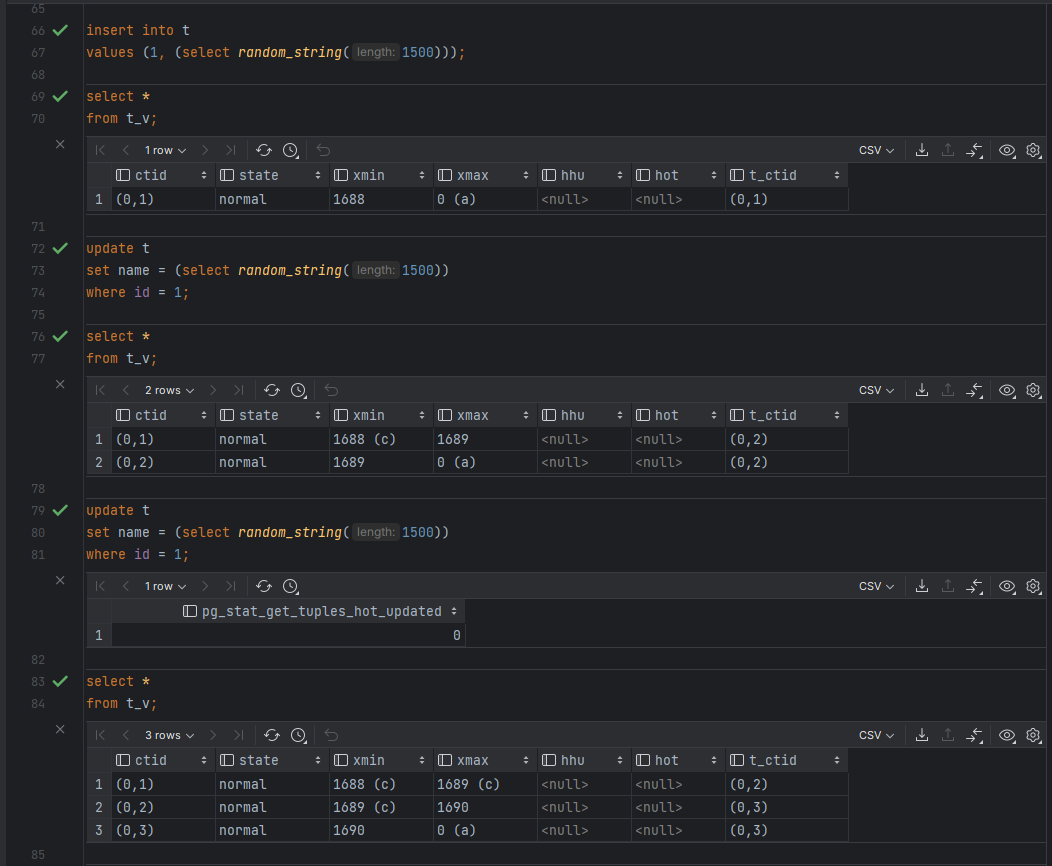 65
66 insert into t
67 values (1, (select random_string( length: 1500)));
68
69 select *
70 from t_v;
1 row CSV
ctid state xmin xmax hhu hot t_ctid
1 (0,1) normal 1688 0 (a) <null> <null> (0,1)
71
72 update t
73 set name = (select random_string( length: 1500))
74 where id = 1;
75
76 select *
77 from t_v;
2 rows CSV
ctid state xmin xmax hhu hot t_ctid
1 (0,1) normal 1688 (c) 1689 <null> <null> (0,2)
2 (0,2) normal 1689 0 (a) <null> <null> (0,2)
78
79 update t
80 set name = (select random_string( length: 1500))
81 where id = 1;
1 row CSV
pg_stat_get_tuples_hot_updated
1 0
82
83 select *
84 from t_v;
3 rows CSV
ctid state xmin xmax hhu hot t_ctid
1 (0,1) normal 1688 (c) 1689 (c) <null> <null> (0,2)
2 (0,2) normal 1689 (c) 1690 <null> <null> (0,3)
3 (0,3) normal 1690 0 (a) <null> <null> (0,3)
85